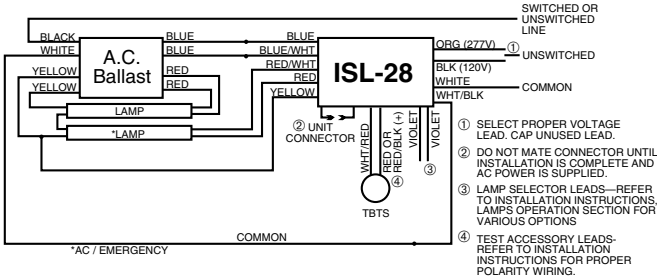 SWITCHED OR
UNSWITCHED
LINE
BLACK
BLUE
BLUE
WHITE
BLUE
BLUE/WHT
A.C.
Ballast
YELLOW
RED
RED/WHT
YELLOW
RED
RED
YELLOW
ISL-28
ORG (277V)
①
UNSWITCHED
BLK (120V)
WHITE
COMMON
WHT/BLK
LAMP
*LAMP
② UNIT
CONNECTOR
WHT/RED
RED OR
RED/BLK (+)
VIOLET
VIOLET
③
④
TBTS
COMMON
*AC / EMERGENCY
① SELECT PROPER VOLTAGE
LEAD. CAP UNUSED LEAD.
② DO NOT MATE CONNECTOR UNTIL
INSTALLATION IS COMPLETE AND
AC POWER IS SUPPLIED.
③ LAMP SELECTOR LEADS—REFER
TO INSTALLATION INSTRUCTIONS,
LAMPS OPERATION SECTION FOR
VARIOUS OPTIONS
④ TEST ACCESSORY LEADS-
REFER TO INSTALLATION
INSTRUCTIONS FOR PROPER
POLARITY WIRING.